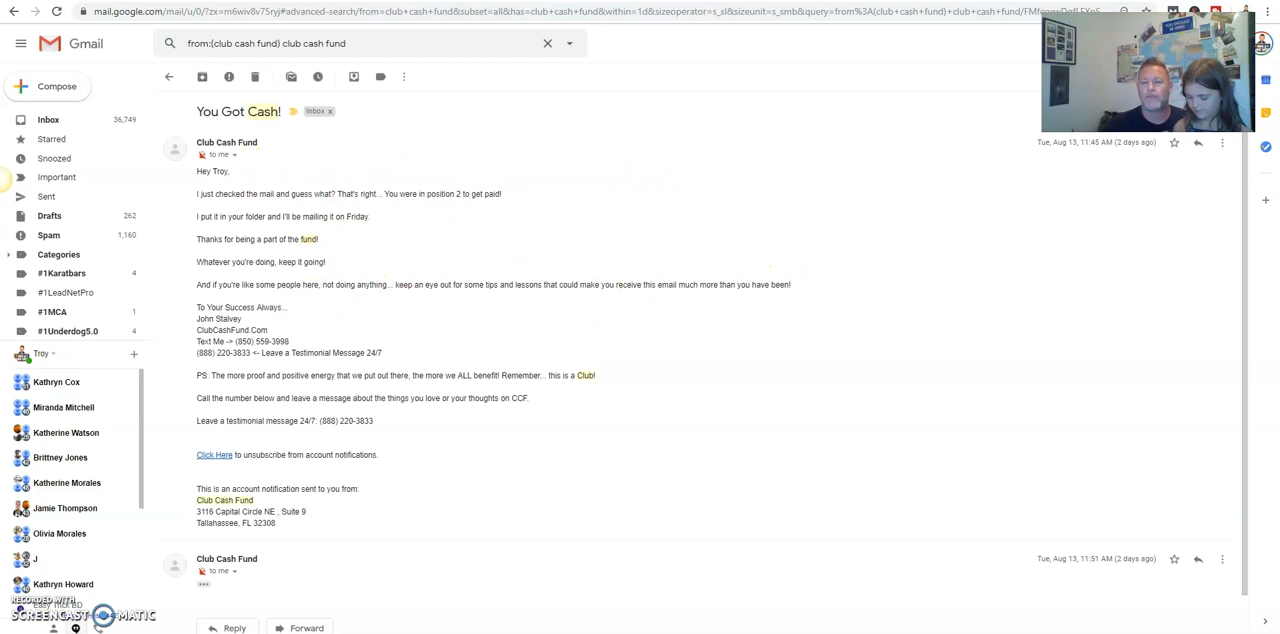 mail.google.com/mail/u/0/?zx=m6wiv8v75ryj#advanced-search/from=club+cash+fund&subset=all&has=club+cash+fund&within=1d&sizeoperator=s_sl&sizeunit=s_smb&query=from%3A(club+cash+fund)+club+cash+fund/
Gmail
from:(club cash fund) club cash fund
Compose
You Got Cash!
Inbox x
Inbox 36,749
Starred
Snoozed
Important
Sent
Drafts 262
Spam 1,160
Categories
#1Karatbars 4
#1LeadNetPro
#1MCA 1
#1Underdog5.0 4
Troy
Kathryn Cox
Miranda Mitchell
Katherine Watson
Brittney Jones
Katherine Morales
Jamie Thompson
Olivia Morales
J
Kathryn Howard
RECORDED WITH
SCREENCAST MATIC
Club Cash Fund
to me
Tue, Aug 13, 11:45 AM (2 days ago)
Hey Troy,
I just checked the mail and guess what? That's right... You were in position 2 to get paid!
I put it in your folder and I'll be mailing it on Friday.
Thanks for being a part of the fund!
Whatever you're doing, keep it going!
And if you're like some people here, not doing anything... keep an eye out for some tips and lessons that could make you receive this email much more than you have been!
To Your Success Always...
John Stalvey
ClubCashFund.Com
Text Me -> (850) 559-3998
(888) 220-3833 <- Leave a Testimonial Message 24/7
PS: The more proof and positive energy that we put out there, the more we ALL benefit! Remember... this is a Club!
Call the number below and leave a message about the things you love or your thoughts on CCF.
Leave a testimonial message 24/7: (888) 220-3833
Click Here to unsubscribe from account notifications.
This is an account notification sent to you from:
Club Cash Fund
3116 Capital Circle NE , Suite 9
Tallahassee, FL 32308
Club Cash Fund
to me
Tue, Aug 13, 11:51 AM (2 days ago)
Reply
Forward